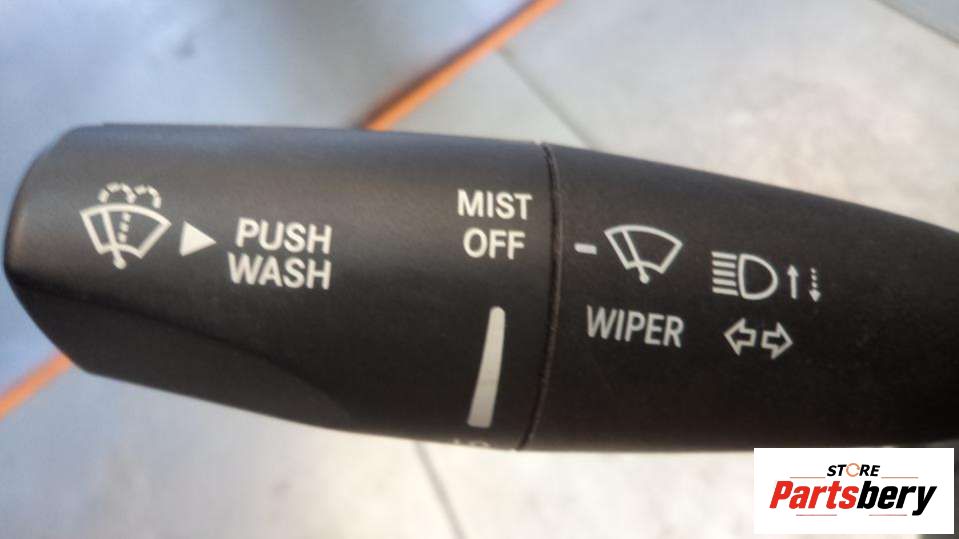 PUSH
WASH
MIST
OFF
WIPER
STORE
Partsbery